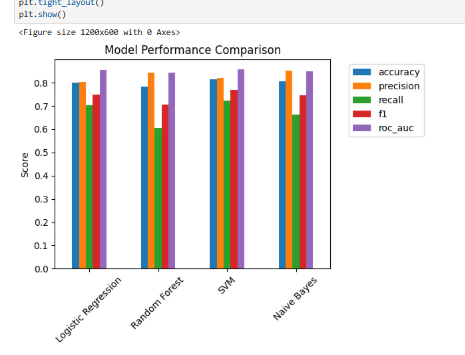 plt.tight_layout()
plt.show()
<Figure size 1200x600 with 0 Axes>
Model Performance Comparison
accuracy
precision
recall
f1
roc_auc
Score
0.8
0.7
0.6
0.5
0.4
0.3
0.2
0.1
0.0
Logistic Regression
Random Forest
SVM
Naive Bayes